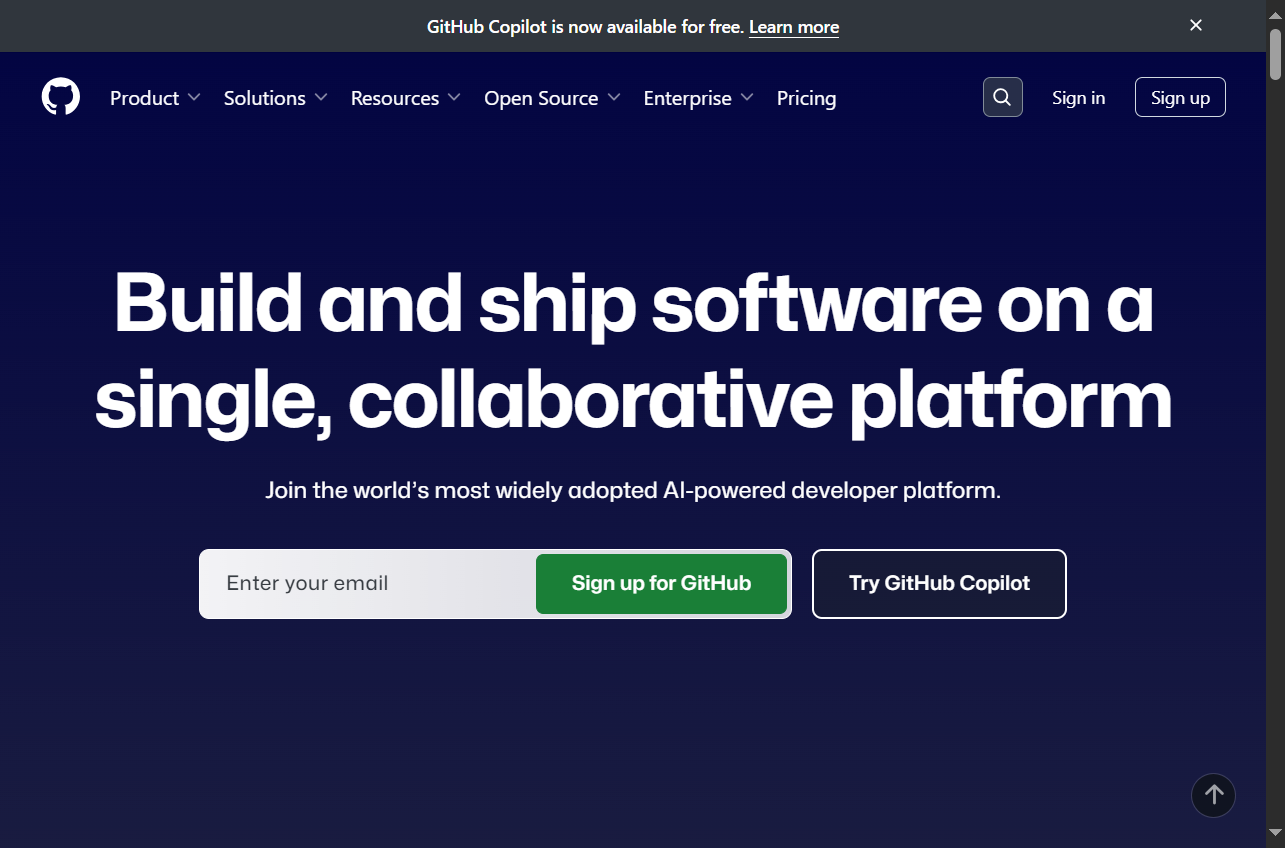 GitHub Copilot is now available for free. Learn more
Product Solutions Resources Open Source Enterprise Pricing Sign in Sign up
Build and ship software on a
single, collaborative platform
Join the world’s most widely adopted AI-powered developer platform.
Enter your email Sign up for GitHub Try GitHub Copilot